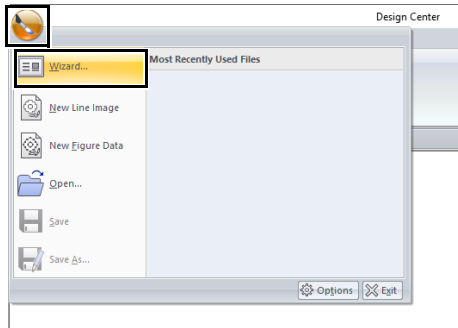 Design Center
Wizard...
Most Recently Used Files
New Line Image
New Figure Data
Open...
Save
Save As...
Options
Exit